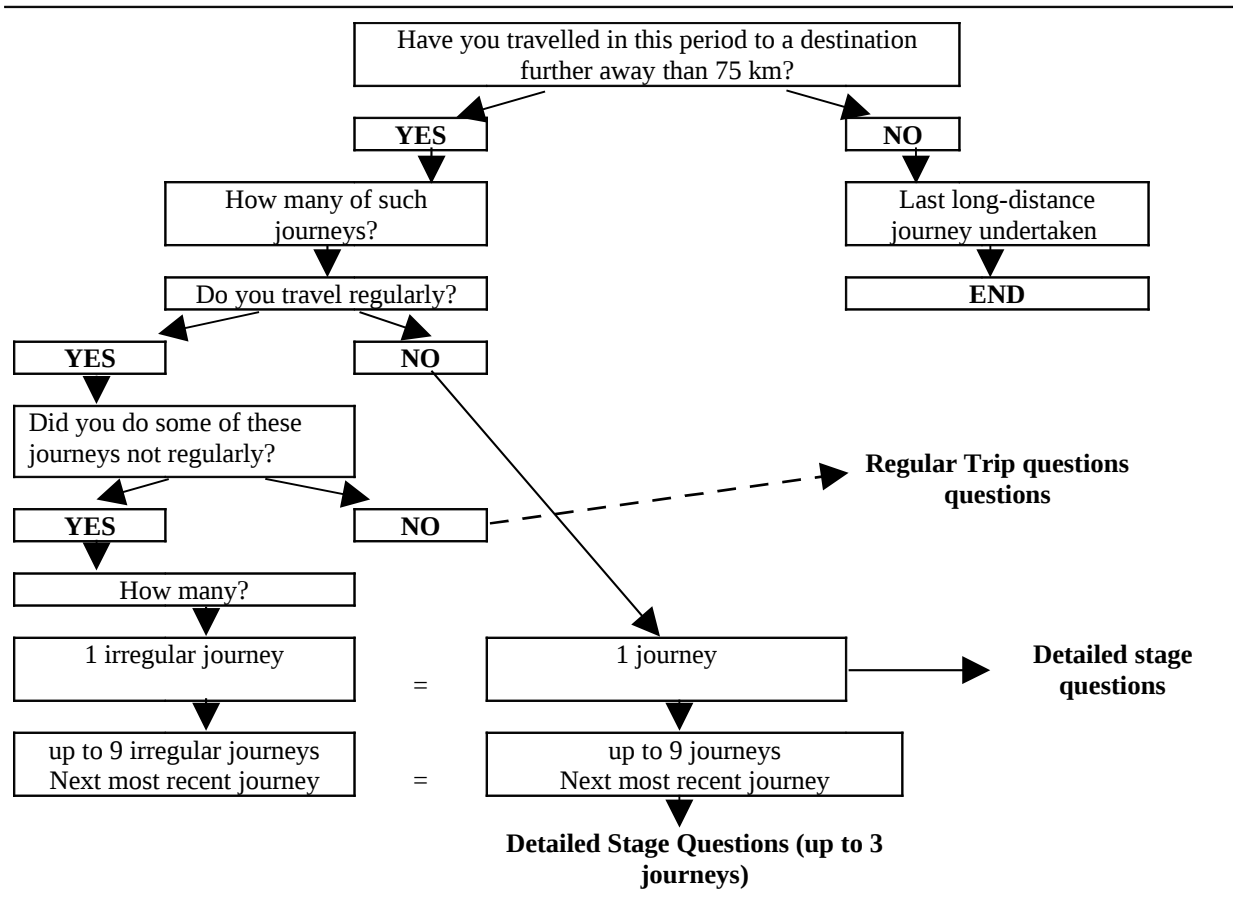 Have you travelled in this period to a destination
further away than 75 km?
YES
NO
How many of such
journeys?
Last long-distance
journey undertaken
Do you travel regularly?
END
YES
NO
Did you do some of these
journeys not regularly?
Regular Trip questions
questions
YES
NO
How many?
1 irregular journey
=
1 journey
Detailed stage
questions
up to 9 irregular journeys
Next most recent journey
=
up to 9 journeys
Next most recent journey
Detailed Stage Questions (up to 3
journeys)